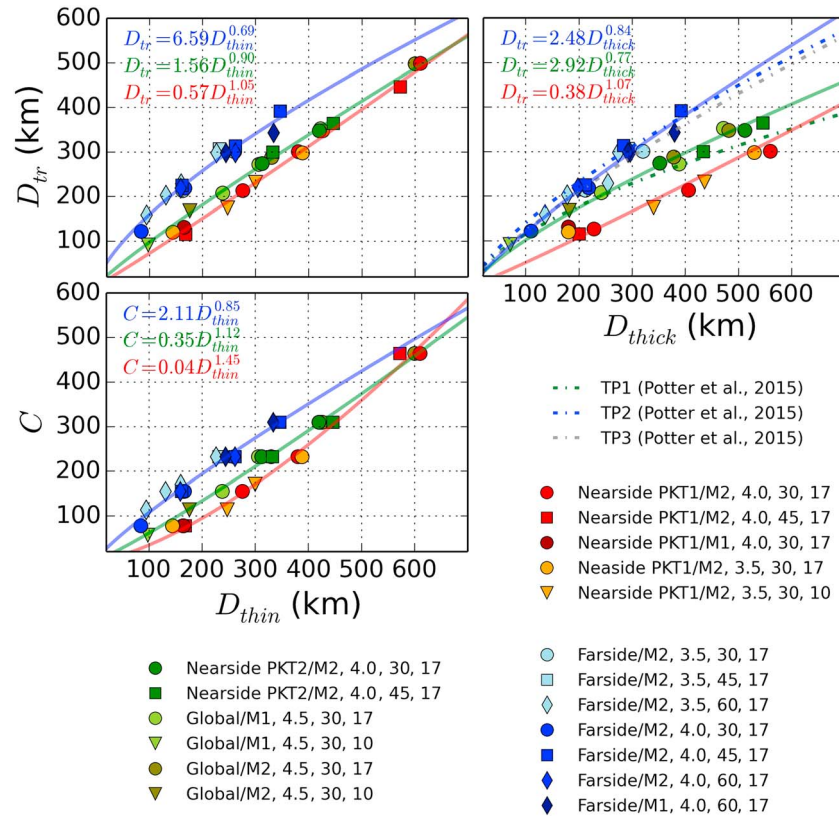 600
500
400
300
200
100
D_tr (km)
D_tr=6.59D_thin^0.69
D_tr=1.56D_thin^0.90
D_tr=0.57D_thin^1.05
D_tr=2.48D_thick^0.84
D_tr=2.92D_thick^0.77
D_tr=0.38D_thick^1.07
100 200 300 400 500 600
D_thick (km)
600
500
400
300
200
100
C
C=2.11D_thin^0.85
C=0.35D_thin^1.12
C=0.04D_thin^1.45
100 200 300 400 500 600
D_thin (km)
TP1 (Potter et al., 2015)
TP2 (Potter et al., 2015)
TP3 (Potter et al., 2015)
Nearside PKT1/M2, 4.0, 30, 17
Nearside PKT1/M2, 4.0, 45, 17
Nearside PKT1/M1, 4.0, 30, 17
Neaside PKT1/M2, 3.5, 30, 17
Nearside PKT1/M2, 3.5, 30, 10
Nearside PKT2/M2, 4.0, 30, 17
Nearside PKT2/M2, 4.0, 45, 17
Global/M1, 4.5, 30, 17
Global/M1, 4.5, 30, 10
Global/M2, 4.5, 30, 17
Global/M2, 4.5, 30, 10
Farside/M2, 3.5, 30, 17
Farside/M2, 3.5, 45, 17
Farside/M2, 3.5, 60, 17
Farside/M2, 4.0, 30, 17
Farside/M2, 4.0, 45, 17
Farside/M2, 4.0, 60, 17
Farside/M1, 4.0, 60, 17